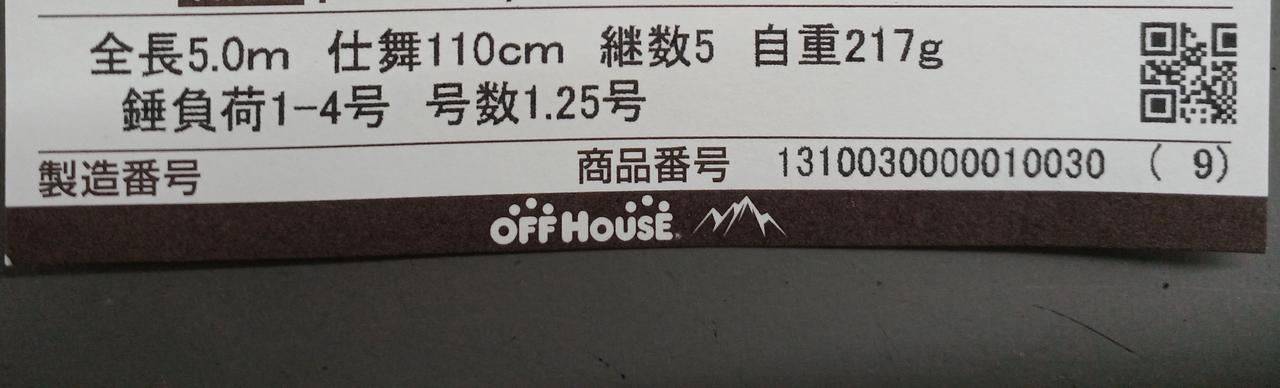 全長5.0m 仕舞110cm 継数5 自重217g
錘負荷1-4号 号数1.25号
製造番号 商品番号 1310030000010030 ( 9)
OFF HOUSE